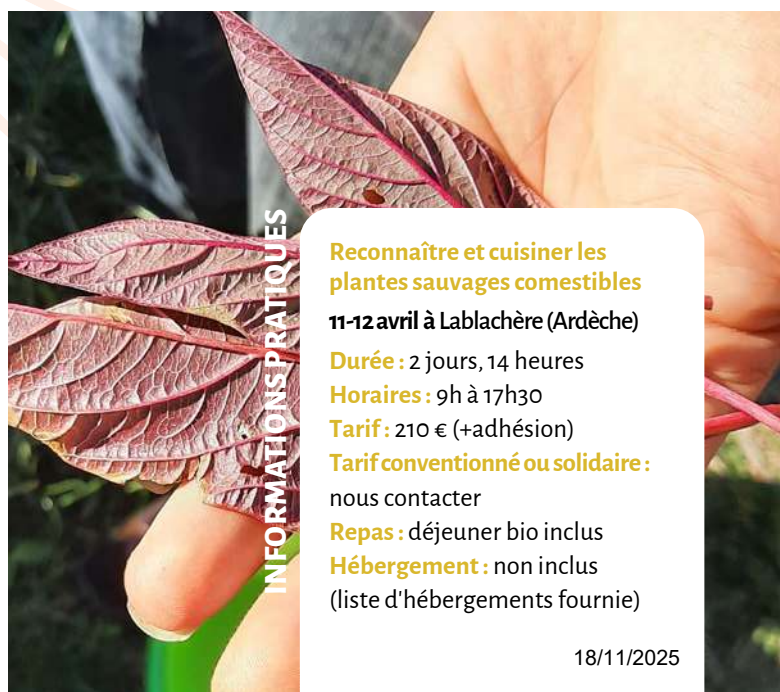 INFORMATIONS PRATIQUES
Reconnaître et cuisiner les
plantes sauvages comestibles
11-12 avril à Lablachère (Ardèche)
Durée : 2 jours, 14 heures
Horaires : 9h à 17h30
Tarif : 210 € (+adhésion)
Tarif conventionné ou solidaire :
nous contacter
Repas : déjeuner bio inclus
Hébergement : non inclus
(liste d'hébergements fournie)
18/11/2025